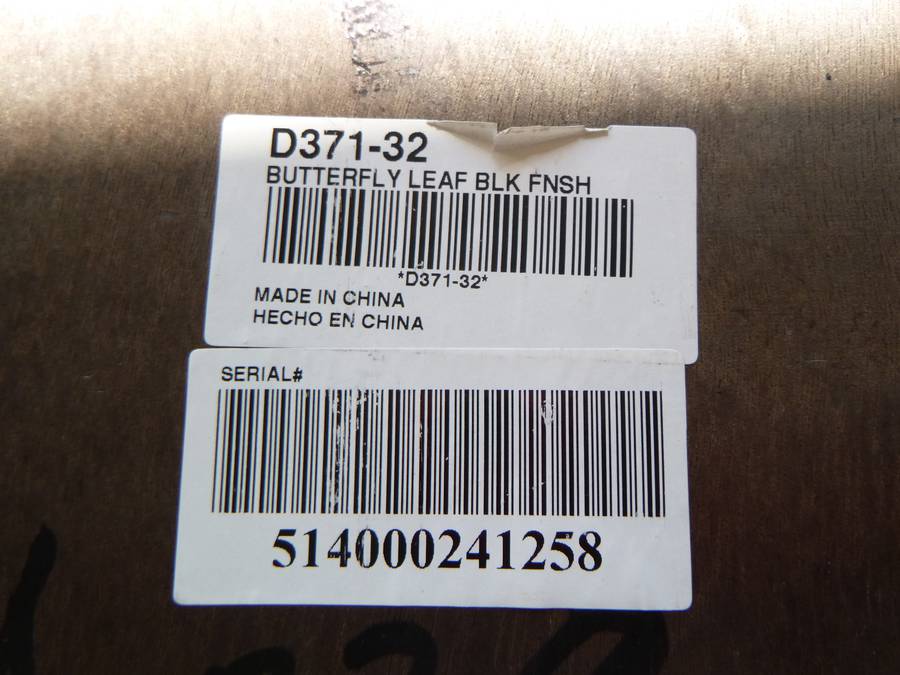 D371-32
BUTTERFLY LEAF BLK FNSH
*D371-32*
MADE IN CHINA
HECHO EN CHINA
SERIAL#
514000241258